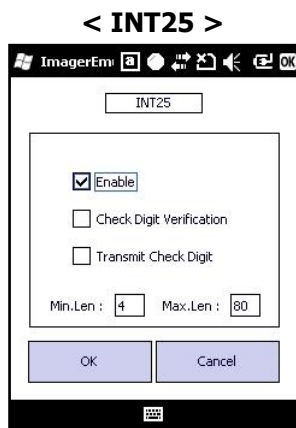 < INT25 >
ImagerEm a OK
INT25
Enable
Check Digit Verification
Transmit Check Digit
Min.Len : 4 Max.Len : 80
OK Cancel